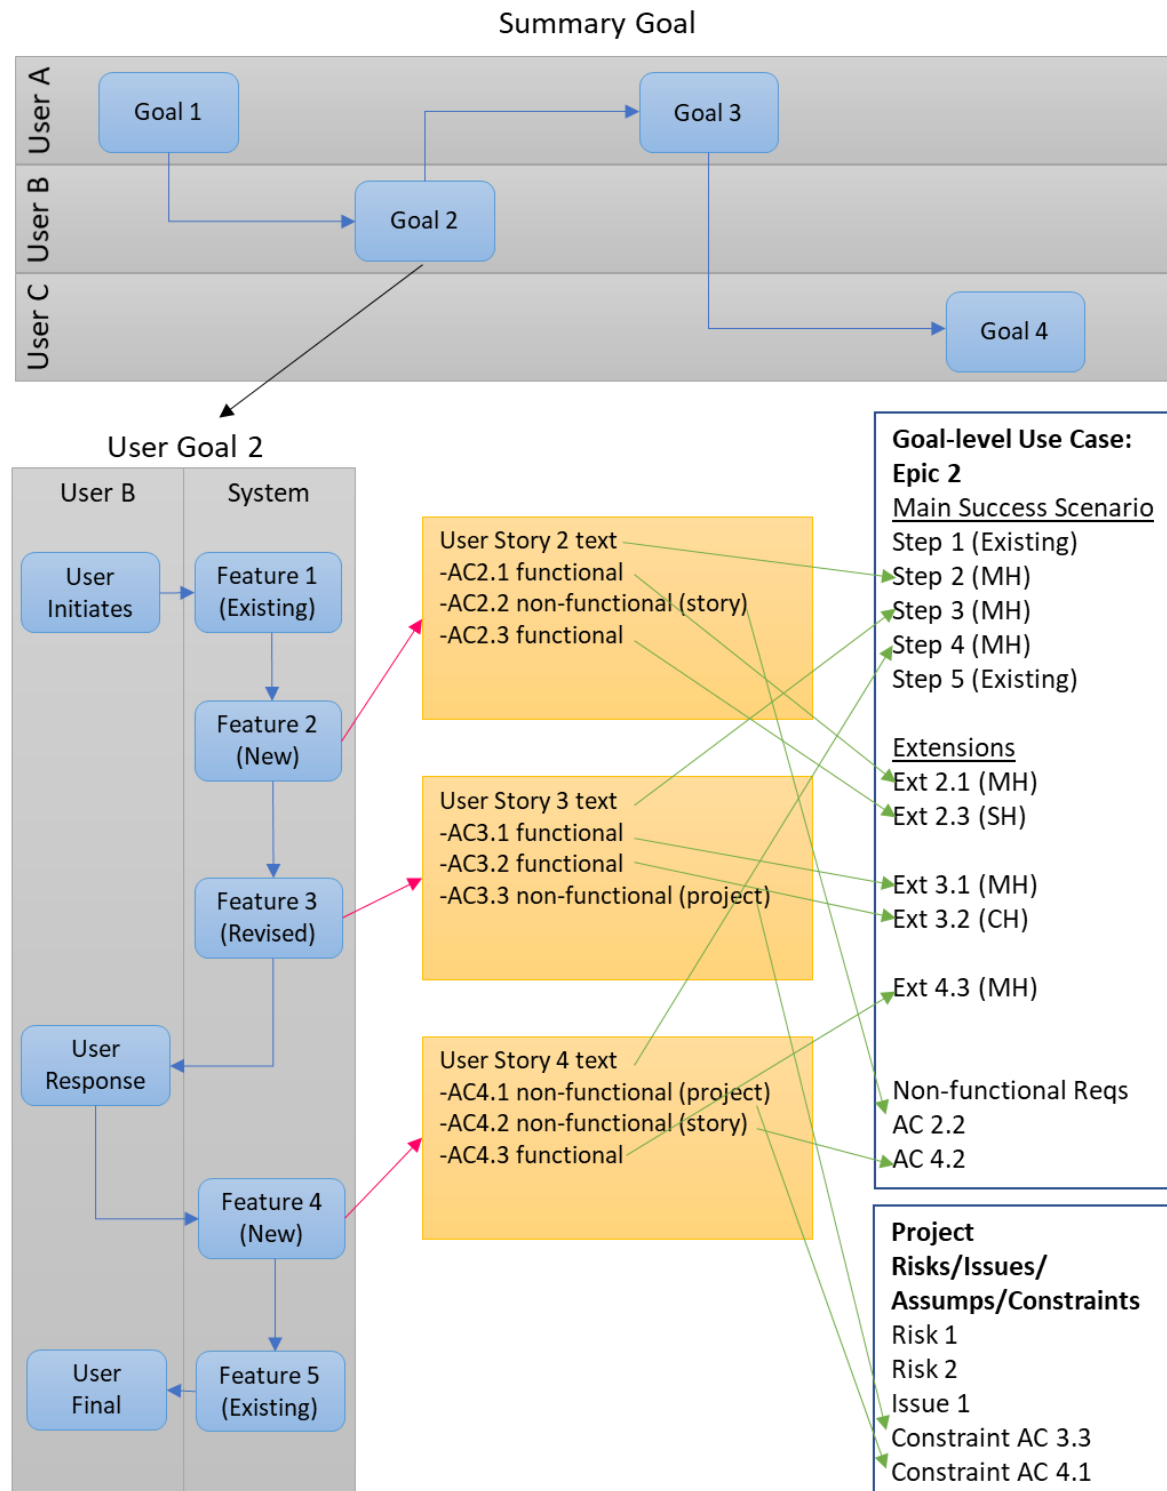 Summary Goal
User A
Goal 1
Goal 3
User B
Goal 2
User C
Goal 4
User Goal 2
User B
System
User
Initiates
Feature 1
(Existing)
Feature 2
(New)
Feature 3
(Revised)
User
Response
Feature 4
(New)
User
Final
Feature 5
(Existing)
User Story 2 text
-AC2.1 functional
-AC2.2 non-functional (story)
-AC2.3 functional
User Story 3 text
-AC3.1 functional
-AC3.2 functional
-AC3.3 non-functional (project)
User Story 4 text
-AC4.1 non-functional (project)
-AC4.2 non-functional (story)
-AC4.3 functional
Goal-level Use Case:
Epic 2
Main Success Scenario
Step 1 (Existing)
Step 2 (MH)
Step 3 (MH)
Step 4 (MH)
Step 5 (Existing)
Extensions
Ext 2.1 (MH)
Ext 2.3 (SH)
Ext 3.1 (MH)
Ext 3.2 (CH)
Ext 4.3 (MH)
Non-functional Reqs
AC 2.2
AC 4.2
Project
Risks/Issues/
Assumps/Constraints
Risk 1
Risk 2
Issue 1
Constraint AC 3.3
Constraint AC 4.1